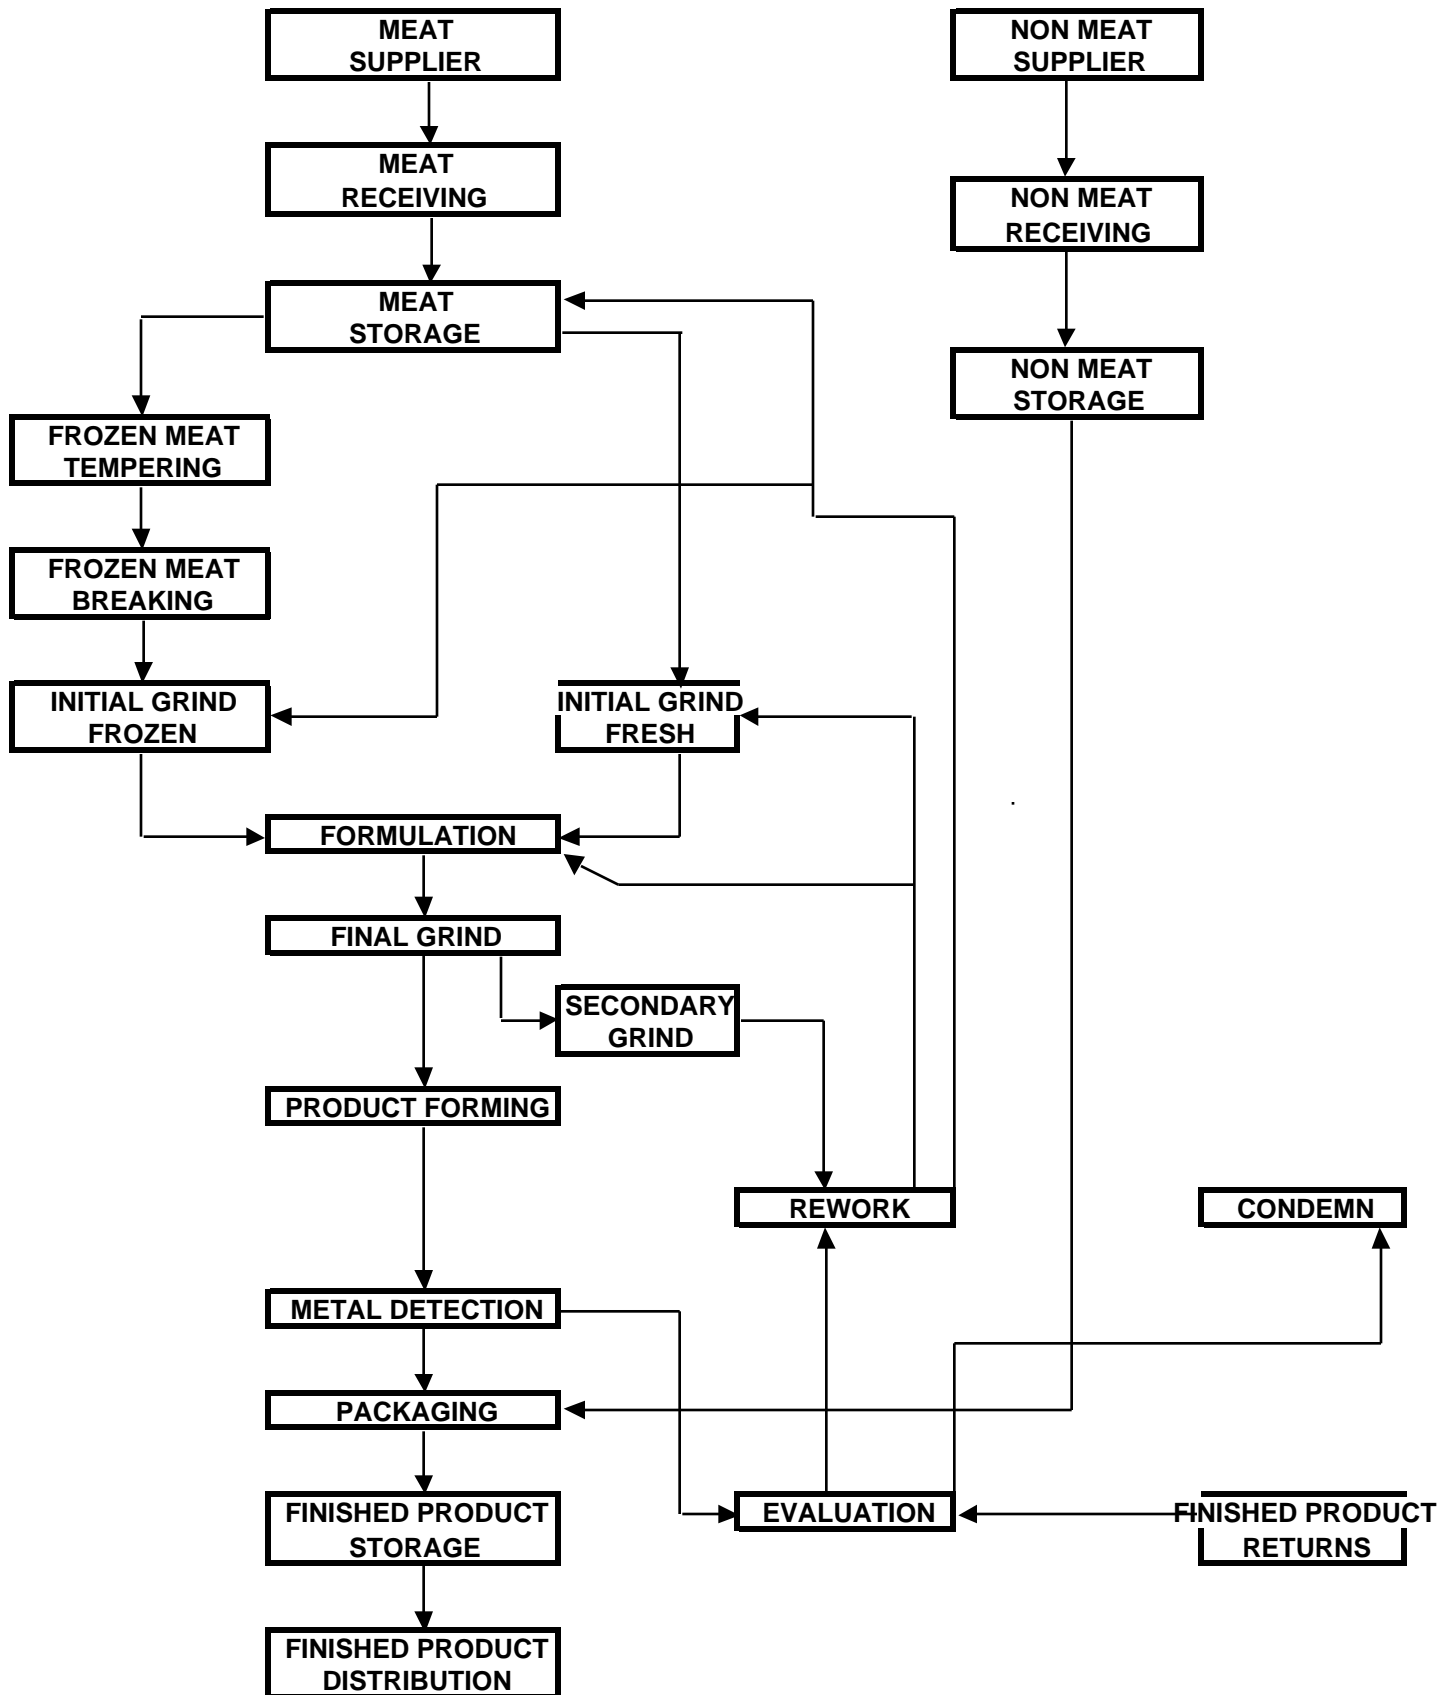 MEAT
SUPPLIER
NON MEAT
SUPPLIER
MEAT
RECEIVING
NON MEAT
RECEIVING
MEAT
STORAGE
NON MEAT
STORAGE
FROZEN MEAT
TEMPERING
FROZEN MEAT
BREAKING
INITIAL GRIND
FROZEN
INITIAL GRIND
FRESH
FORMULATION
FINAL GRIND
SECONDARY
GRIND
PRODUCT FORMING
REWORK
CONDEMN
METAL DETECTION
PACKAGING
FINISHED PRODUCT
STORAGE
EVALUATION
FINISHED PRODUCT
RETURNS
FINISHED PRODUCT
DISTRIBUTION